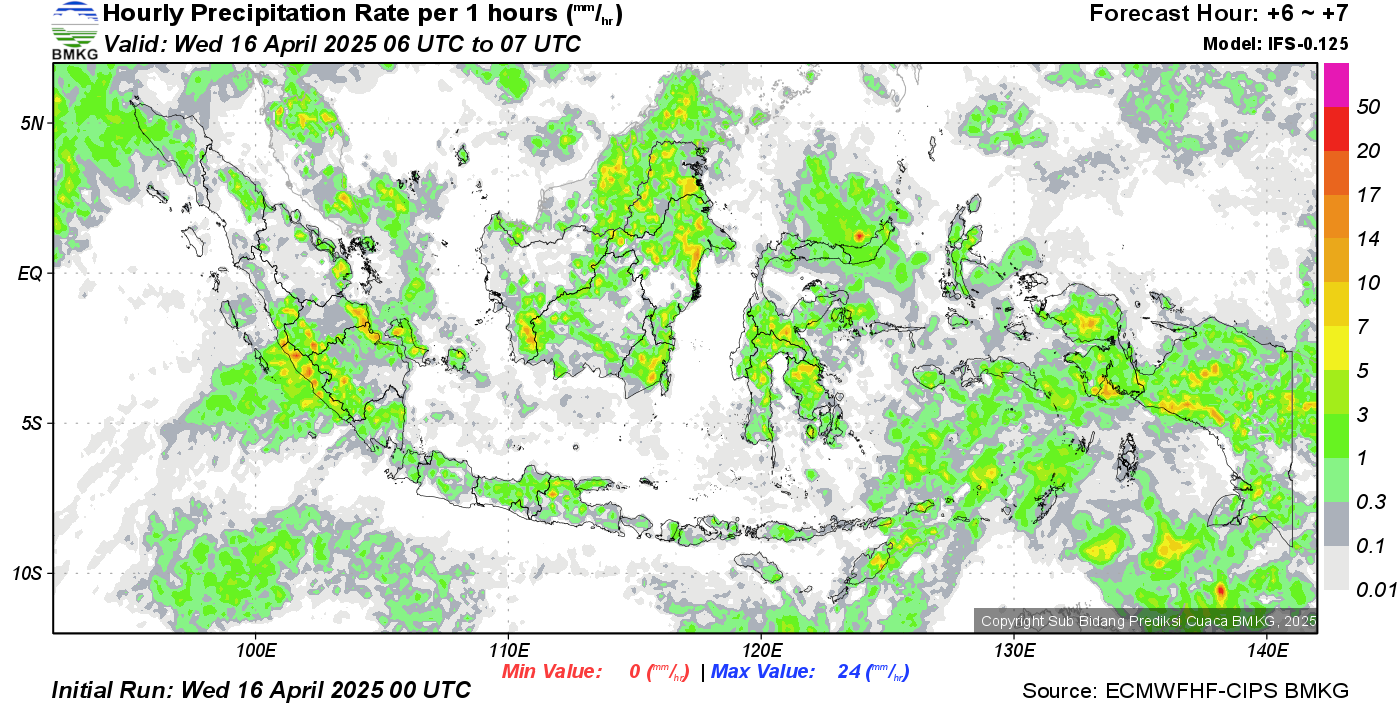 Hourly Precipitation Rate per 1 hours (mm/hr)
Forecast Hour: +6 ~ +7
Valid: Wed 16 April 2025 06 UTC to 07 UTC
Model: IFS-0.125
BMKG
5N
EQ
5S
10S
50
20
17
14
10
7
5
3
1
0.3
0.1
0.01
Copyright Sub Bidang Prediksi Cuaca BMKG, 2025
100E 110E 120E 130E 140E
Min Value: 0 (mm/hr) | Max Value: 24 (mm/hr)
Initial Run: Wed 16 April 2025 00 UTC
Source: ECMWFHF-CIPS BMKG